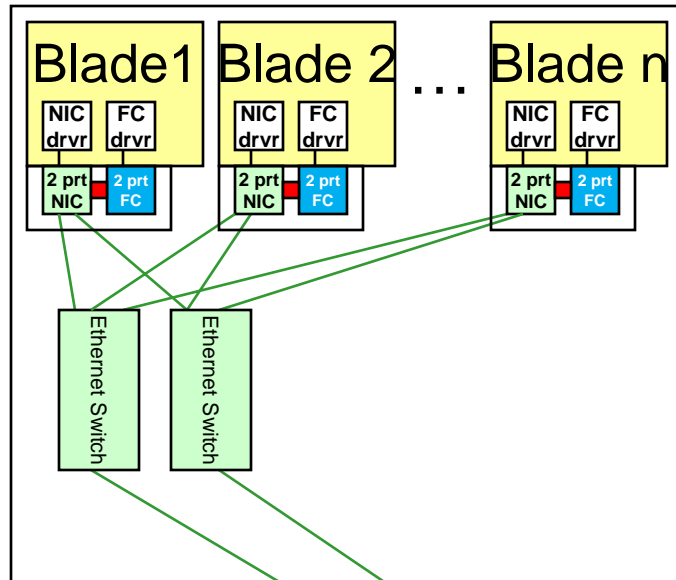 Blade1
Blade 2
...
Blade n
NIC
drvr
FC
drvr
NIC
drvr
FC
drvr
NIC
drvr
FC
drvr
2 prt
NIC
2 prt
FC
2 prt
NIC
2 prt
FC
2 prt
NIC
2 prt
FC
Ethernet Switch
Ethernet Switch